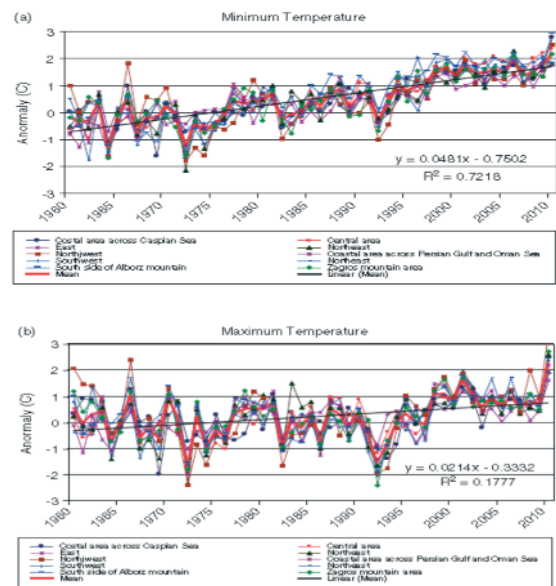 (a)
Minimum Temperature
3
2
1
0
-1
-2
-3
Anormaly (C)
y = 0.0481x - 0.7502
R² = 0.7218
1960 1965 1970 1975 1980 1985 1990 1995 2000 2005 2010
Costal area across Caspian Sea
Central area
East
Northeast
Northwest
Coastal area across Persian Gulf and Oman Sea
Southwest
Northeast
South side of Alborz mountain
Zagros mountain area
Mean
Linear (Mean)
(b)
Maximum Temperature
3
2
1
0
-1
-2
-3
Anormaly (C)
y = 0.0214x - 0.3332
R² = 0.1777
1960 1965 1970 1975 1980 1985 1990 1995 2000 2005 2010
Costal area across Caspian Sea
Central area
East
Northeast
Northwest
Coastal area across Persian Gulf and Oman Sea
Southwest
Northeast
South side of Alborz mountain
Zagros mountain area
Mean
Linear (Mean)